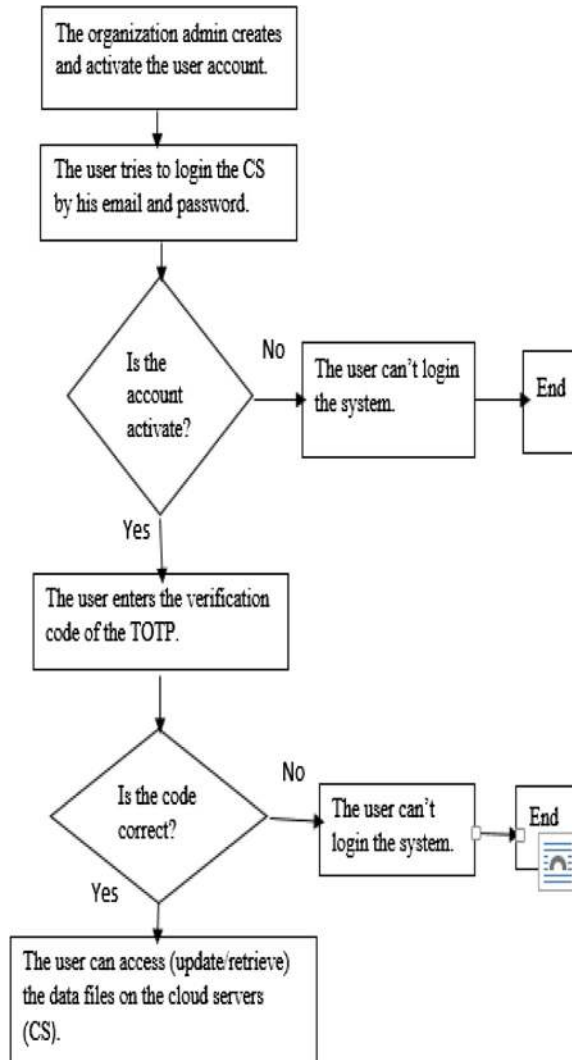 The organization admin creates
and activate the user account.
The user tries to login the CS
by his email and password.
Is the
account
activate?
No
The user can't login
the system.
End
Yes
The user enters the verification
code of the TOTP.
Is the code
correct?
No
The user can't
login the system.
End
Yes
The user can access (update/retrieve)
the data files on the cloud servers
(CS).